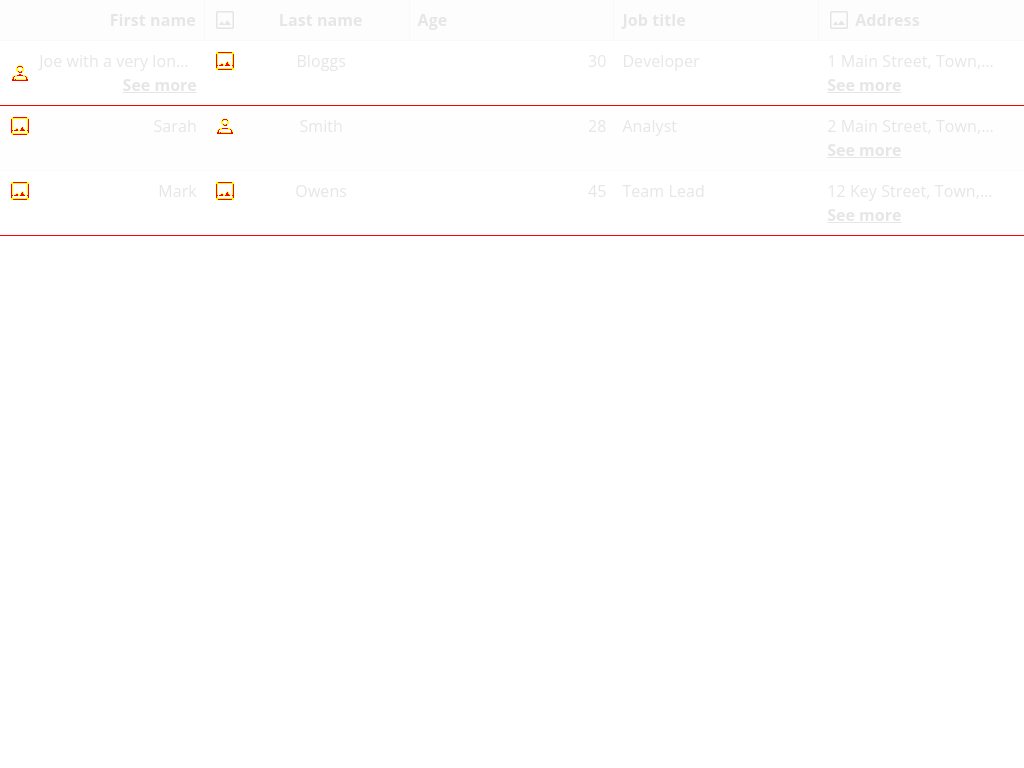 First name Last name Age Job title Address
Joe with a very lon... Bloggs 30 Developer 1 Main Street, Town,...
See more See more
Sarah Smith 28 Analyst 2 Main Street, Town,...
See more
Mark Owens 45 Team Lead 12 Key Street, Town,...
See more